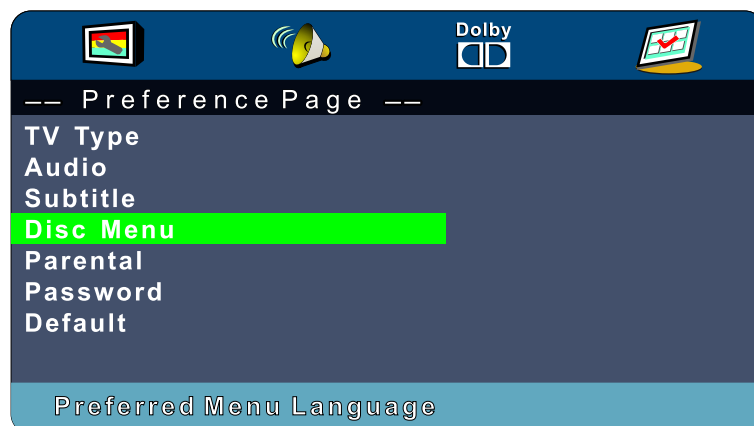 Dolby
-- Preference Page --
TV Type
Audio
Subtitle
Disc Menu
Parental
Password
Default
Preferred Menu Language